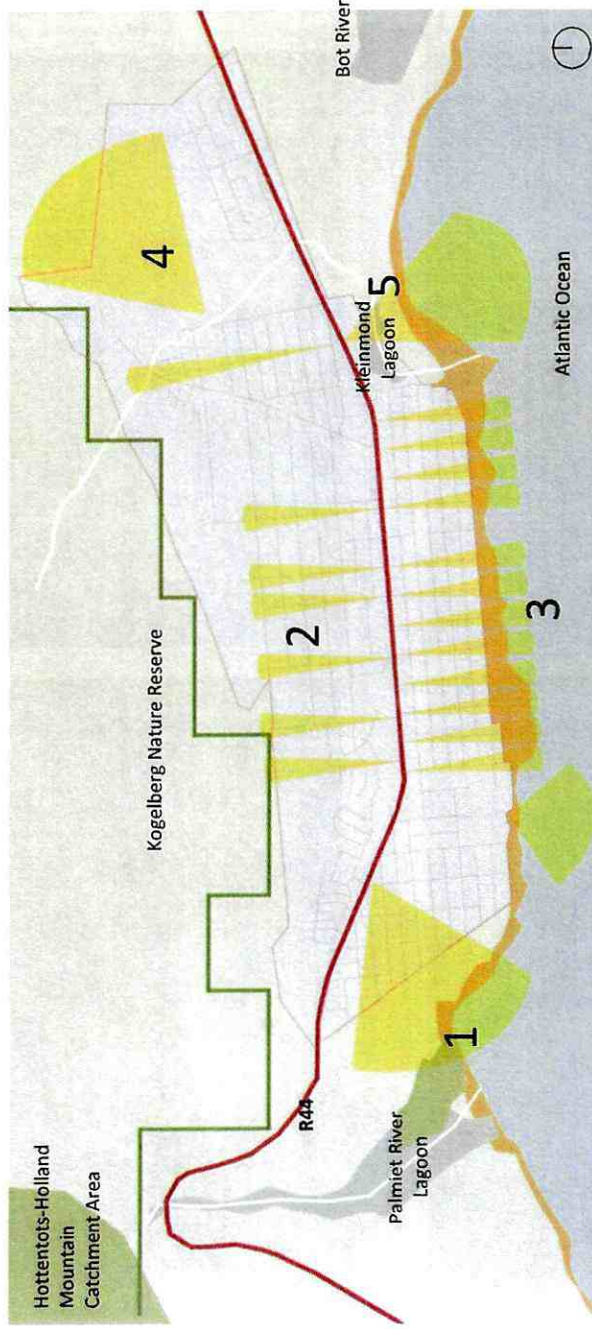 Hottentots-Holland
Mountain
Catchment Area
Kogelberg Nature Reserve
R44
Palmiet River
Lagoon
Kleinmond
Lagoon
Bot River
Atlantic Ocean
1
2
3
4
5